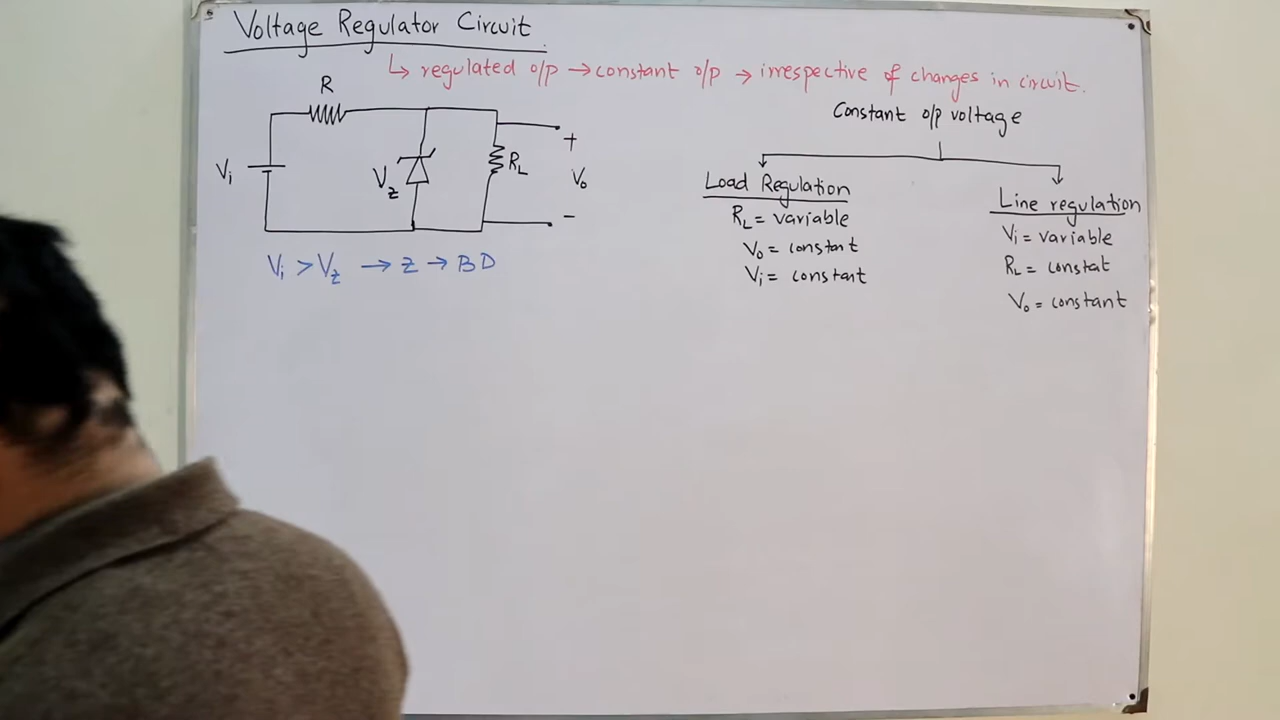 Voltage Regulator Circuit
↳ regulated o/p → constant o/p → irrespective of changes in circuit.
R
Vi
Vz
RL
+
Vo
-
Vi > Vz → Z → BD
Constant o/p voltage
Load Regulation
RL = variable
Vo = constant
Vi = constant
Line regulation
Vi = variable
RL = constat
Vo = constant